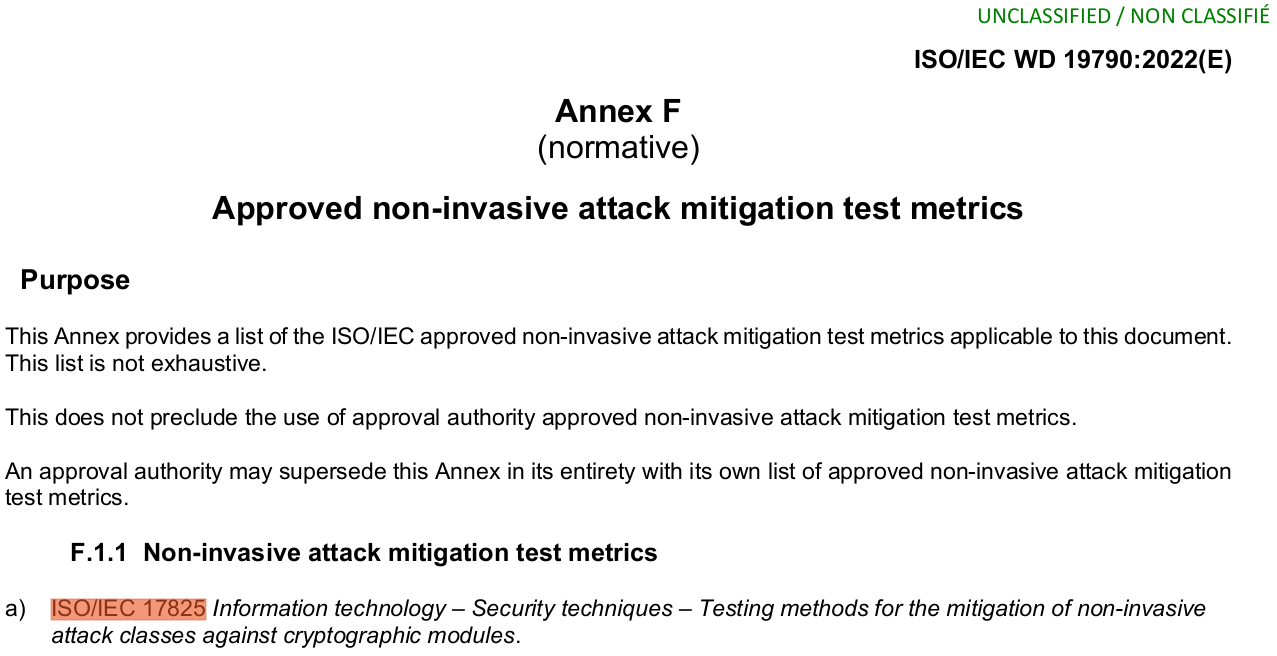 UNCLASSIFIED / NON CLASSIFIÉ
ISO/IEC WD 19790:2022(E)
Annex F
(normative)
Approved non-invasive attack mitigation test metrics
Purpose
This Annex provides a list of the ISO/IEC approved non-invasive attack mitigation test metrics applicable to this document.
This list is not exhaustive.
This does not preclude the use of approval authority approved non-invasive attack mitigation test metrics.
An approval authority may supersede this Annex in its entirety with its own list of approved non-invasive attack mitigation
test metrics.
F.1.1 Non-invasive attack mitigation test metrics
a) ISO/IEC 17825 Information technology – Security techniques – Testing methods for the mitigation of non-invasive
attack classes against cryptographic modules.